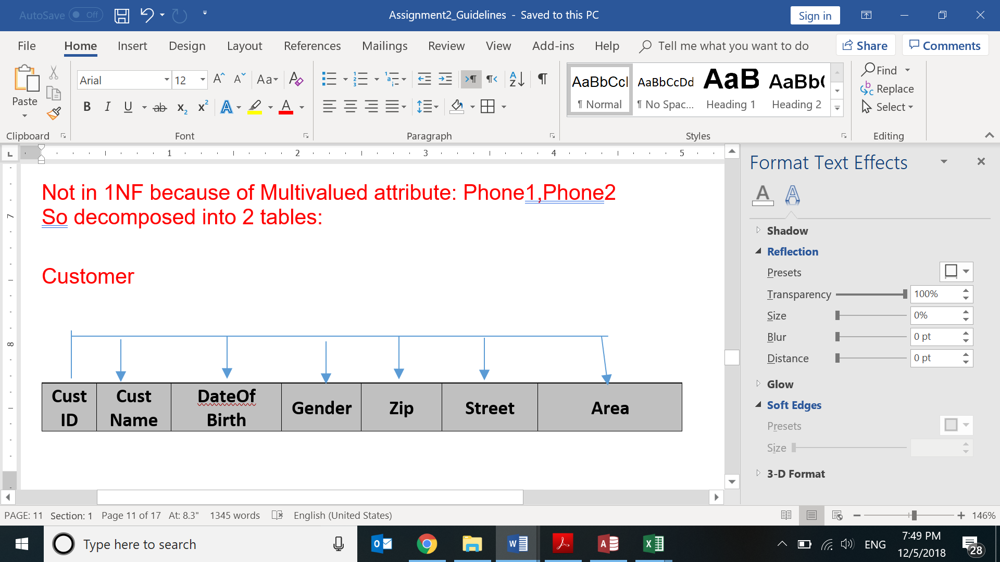 AutoSave Off
Assignment2_Guidelines - Saved to this PC
Sign in
File Home Insert Design Layout References Mailings Review View Add-ins Help Tell me what you want to do Share Comments
Paste
Arial 12
Aa
AaBbCcI AaBbCcDd AaB AaBb(
¶ Normal ¶ No Spac... Heading 1 Heading 2
Find
Replace
Select
Clipboard Font Paragraph Styles Editing
1 2 3 4 5
7
8
Not in 1NF because of Multivalued attribute: Phone1,Phone2
So decomposed into 2 tables:
Customer
Cust ID Cust Name DateOf Birth Gender Zip Street Area
Format Text Effects
Shadow
Reflection
Presets
Transparency 100%
Size 0%
Blur 0 pt
Distance 0 pt
Glow
Soft Edges
Presets
Size
3-D Format
PAGE: 11 Section: 1 Page 11 of 17 At: 8.3" 1345 words English (United States) 146%
Type here to search
ENG
7:49 PM
12/5/2018
28